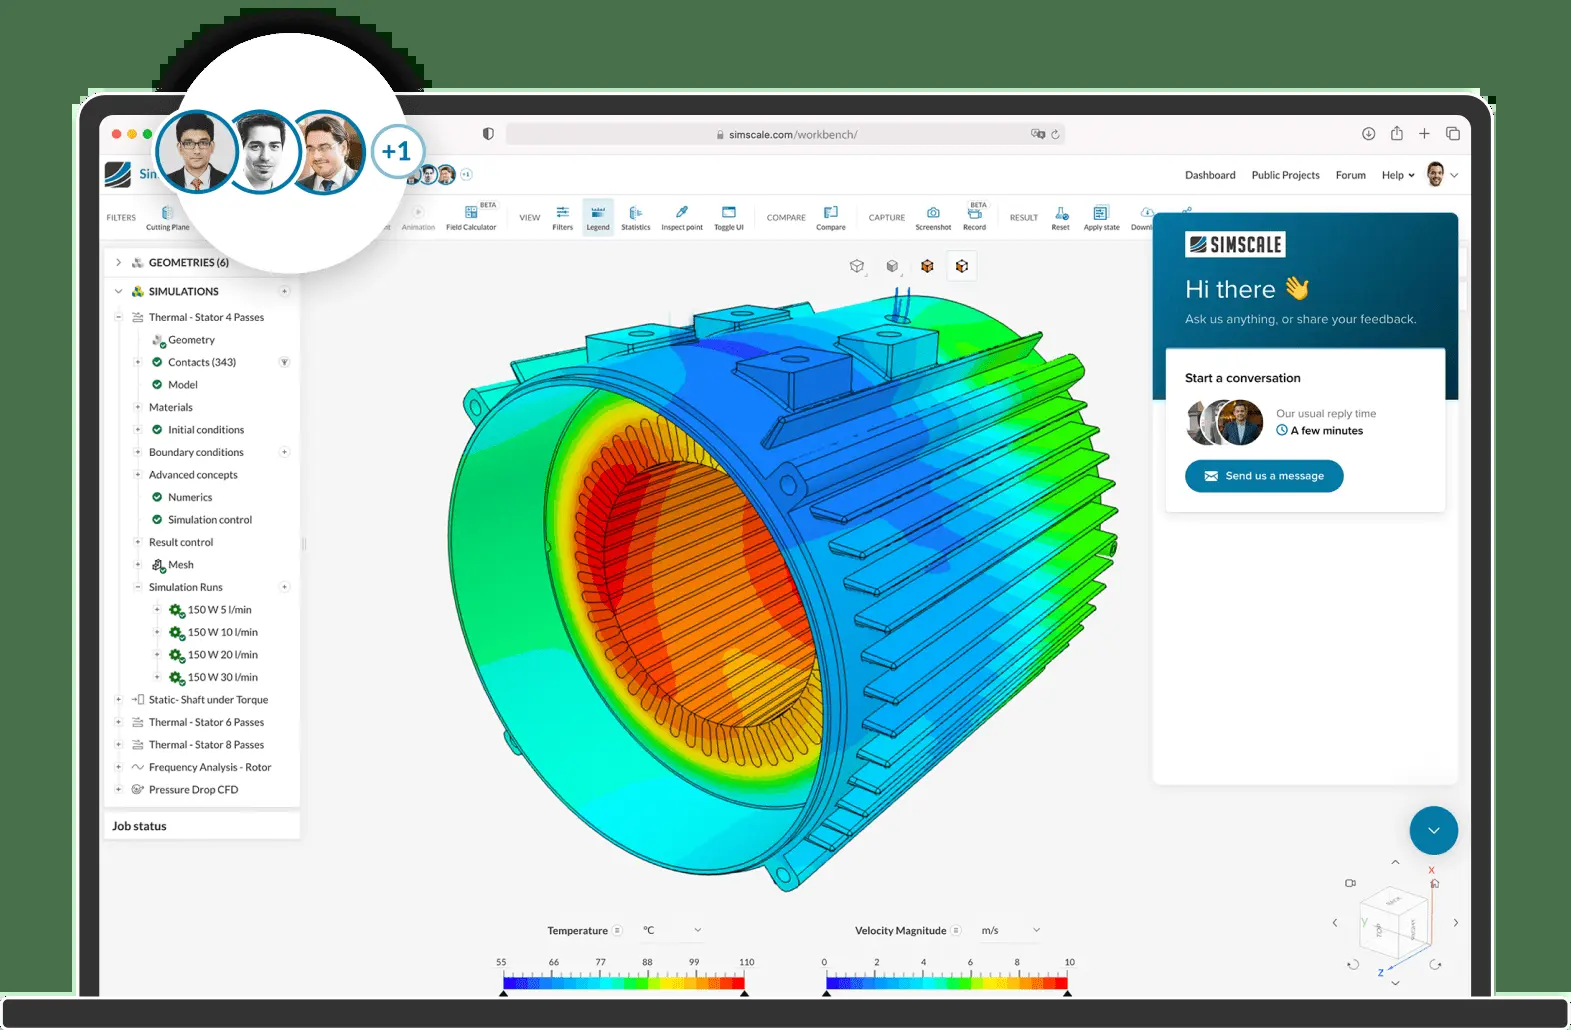 +1
simscale.com/workbench/
Sim
+1
Dashboard
Public Projects
Forum
Help
FILTERS
Cutting Plane
Animation
BETA
Field Calculator
VIEW
Filters
Legend
Statistics
Inspect point
Toggle UI
COMPARE
Compare
CAPTURE
Screenshot
BETA
Record
RESULT
Reset
Apply state
Downl
GEOMETRIES (6)
SIMULATIONS
Thermal - Stator 4 Passes
Geometry
Contacts (343)
Model
Materials
Initial conditions
Boundary conditions
Advanced concepts
Numerics
Simulation control
Result control
Mesh
Simulation Runs
150 W 5 l/min
150 W 10 l/min
150 W 20 l/min
150 W 30 l/min
Static- Shaft under Torque
Thermal - Stator 6 Passes
Thermal - Stator 8 Passes
Frequency Analysis - Rotor
Pressure Drop CFD
Job status
SIMSCALE
Hi there 👋
Ask us anything, or share your feedback.
Start a conversation
Our usual reply time
A few minutes
Send us a message
Temperature
°C
55 66 77 88 99 110
Velocity Magnitude
m/s
0 2 4 6 8 10
X
Y
Z
BACK
TOP